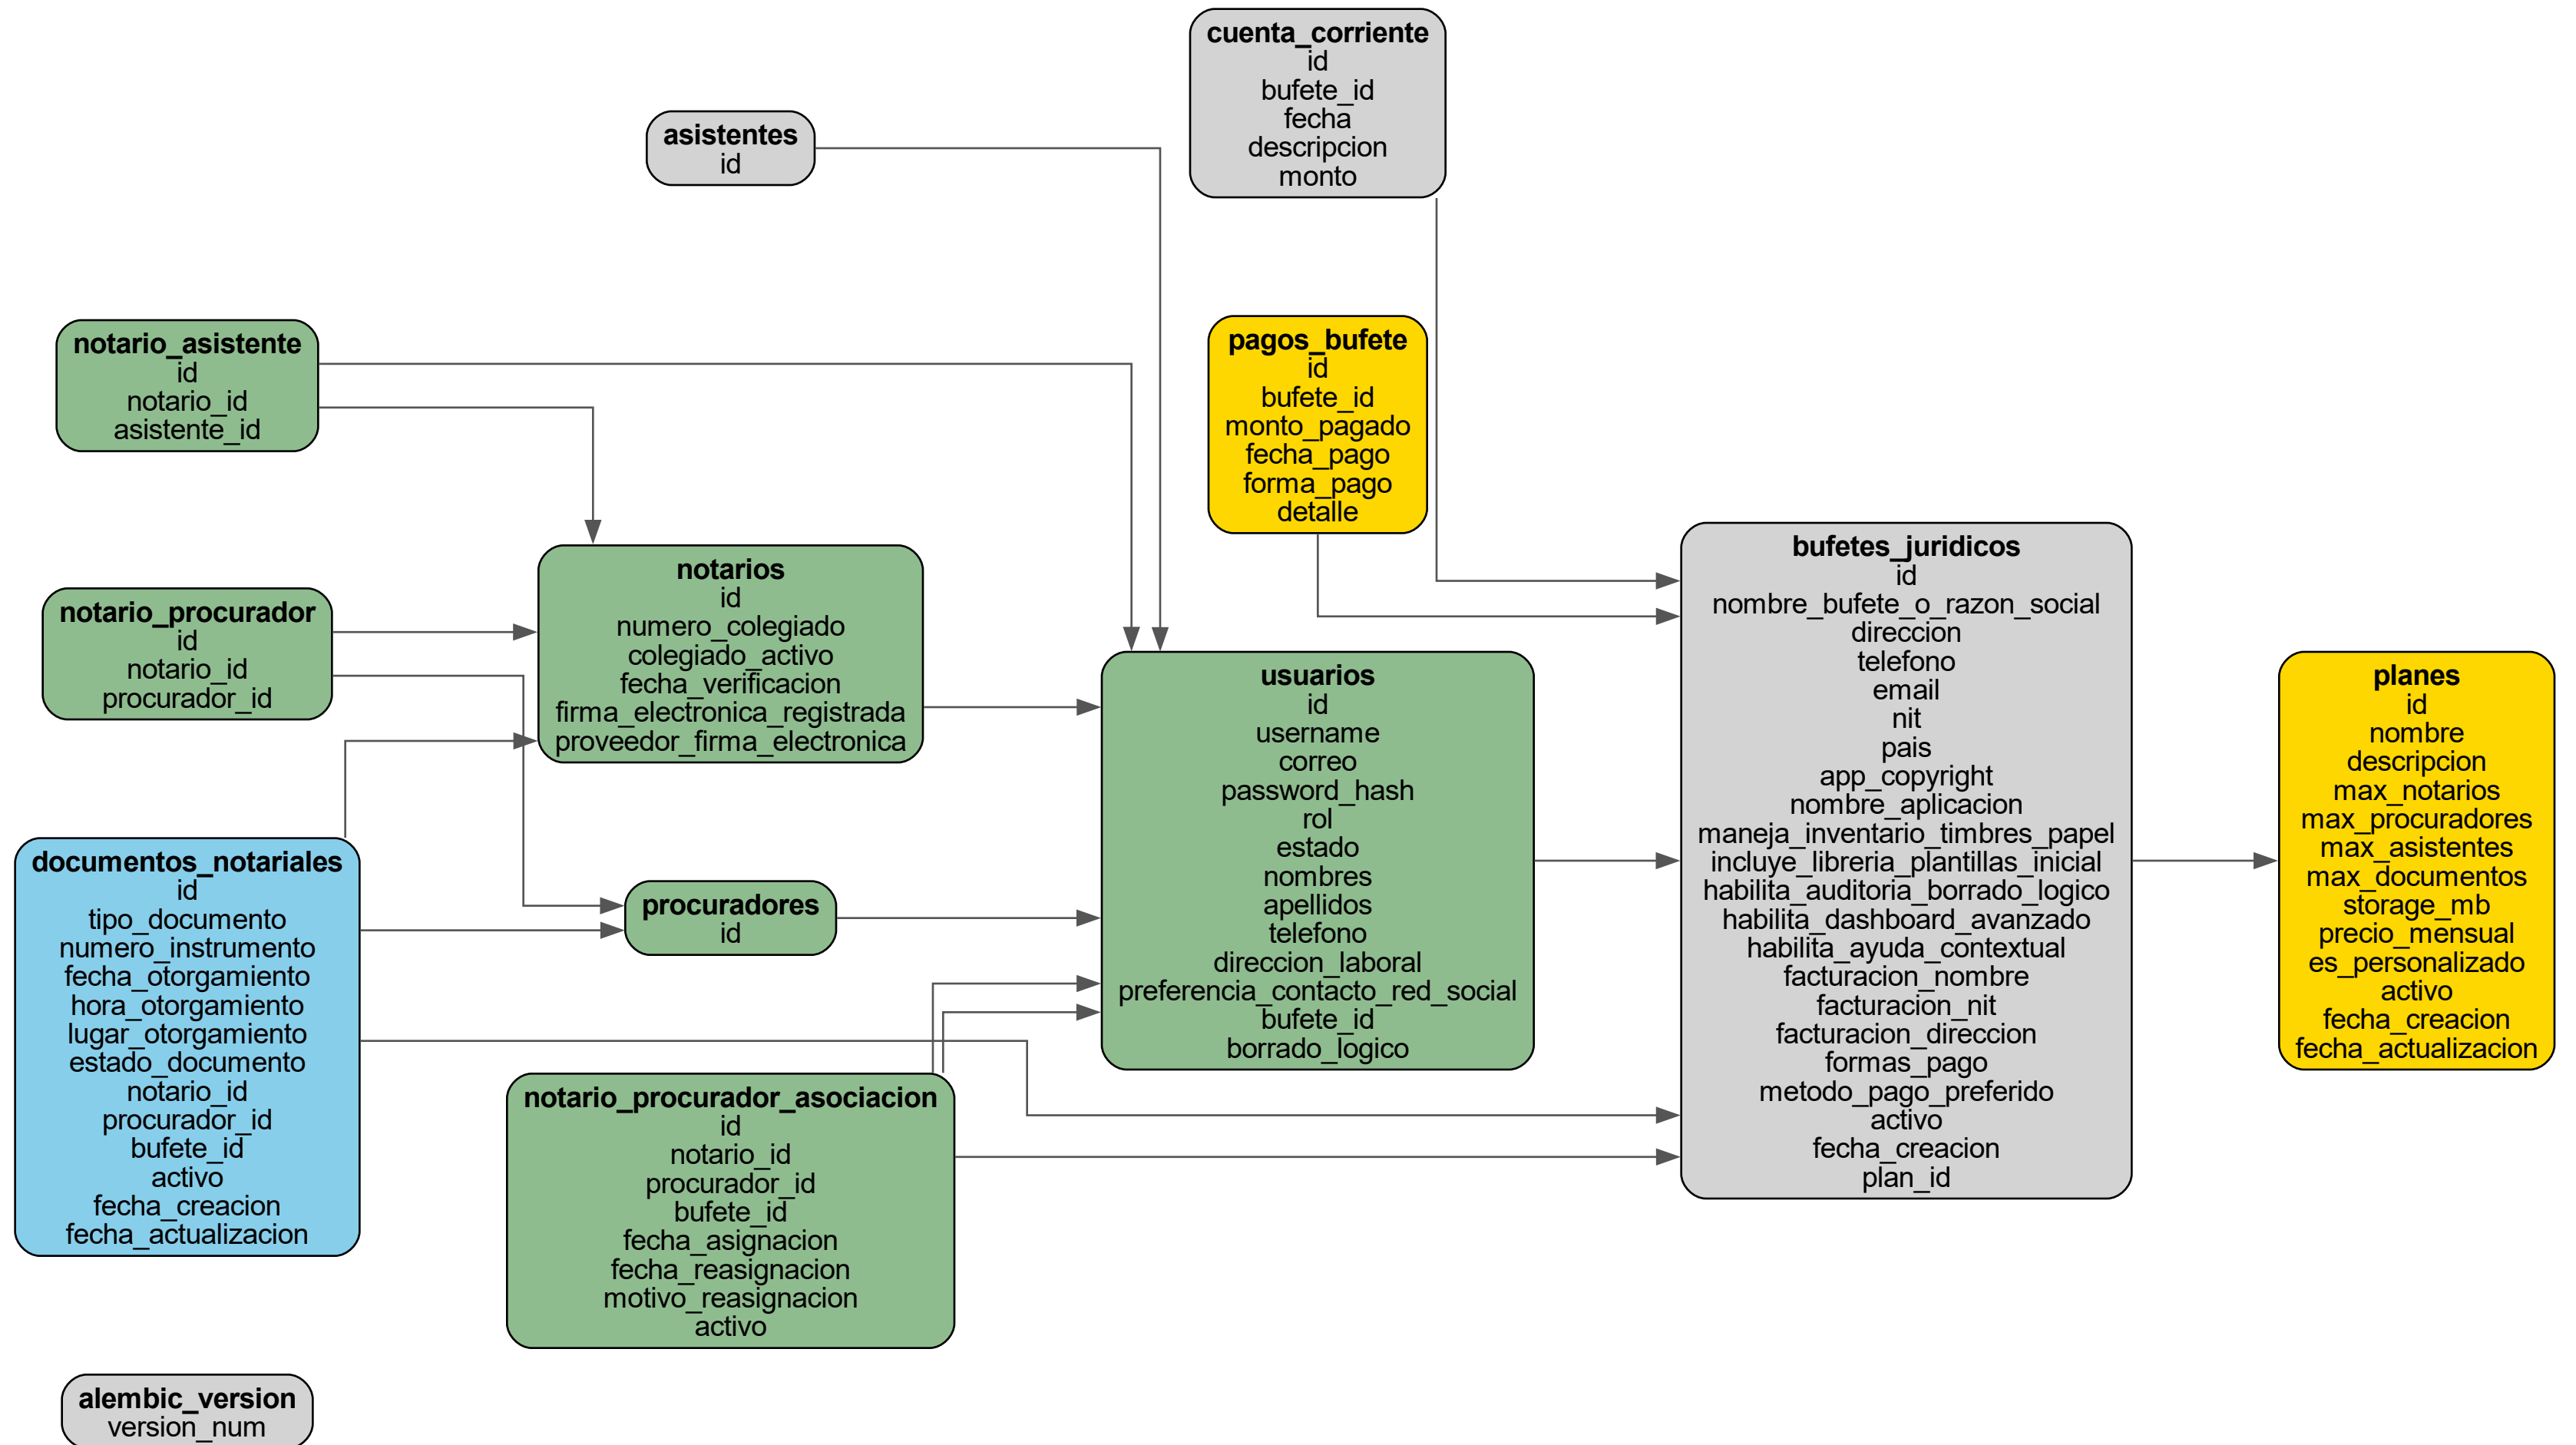 cuenta_corriente
id
bufete_id
fecha
descripcion
monto
asistentes
id
notario_asistente
id
notario_id
asistente_id
pagos_bufete
id
bufete_id
monto_pagado
fecha_pago
forma_pago
detalle
notario_procurador
id
notario_id
procurador_id
notarios
id
numero_colegiado
colegiado_activo
fecha_verificacion
firma_electronica_registrada
proveedor_firma_electronica
usuarios
id
username
correo
password_hash
rol
estado
nombres
apellidos
telefono
direccion_laboral
preferencia_contacto_red_social
bufete_id
borrado_logico
bufetes_juridicos
id
nombre_bufete_o_razon_social
direccion
telefono
email
nit
pais
app_copyright
nombre_aplicacion
maneja_inventario_timbres_papel
incluye_libreria_plantillas_inicial
habilita_auditoria_borrado_logico
habilita_dashboard_avanzado
habilita_ayuda_contextual
facturacion_nombre
facturacion_nit
facturacion_direccion
formas_pago
metodo_pago_preferido
activo
fecha_creacion
plan_id
planes
id
nombre
descripcion
max_notarios
max_procuradores
max_asistentes
max_documentos
storage_mb
precio_mensual
es_personalizado
activo
fecha_creacion
fecha_actualizacion
documentos_notariales
id
tipo_documento
numero_instrumento
fecha_otorgamiento
hora_otorgamiento
lugar_otorgamiento
estado_documento
notario_id
procurador_id
bufete_id
activo
fecha_creacion
fecha_actualizacion
procuradores
id
notario_procurador_asociacion
id
notario_id
procurador_id
bufete_id
fecha_asignacion
fecha_reasignacion
motivo_reasignacion
activo
alembic_version
version_num